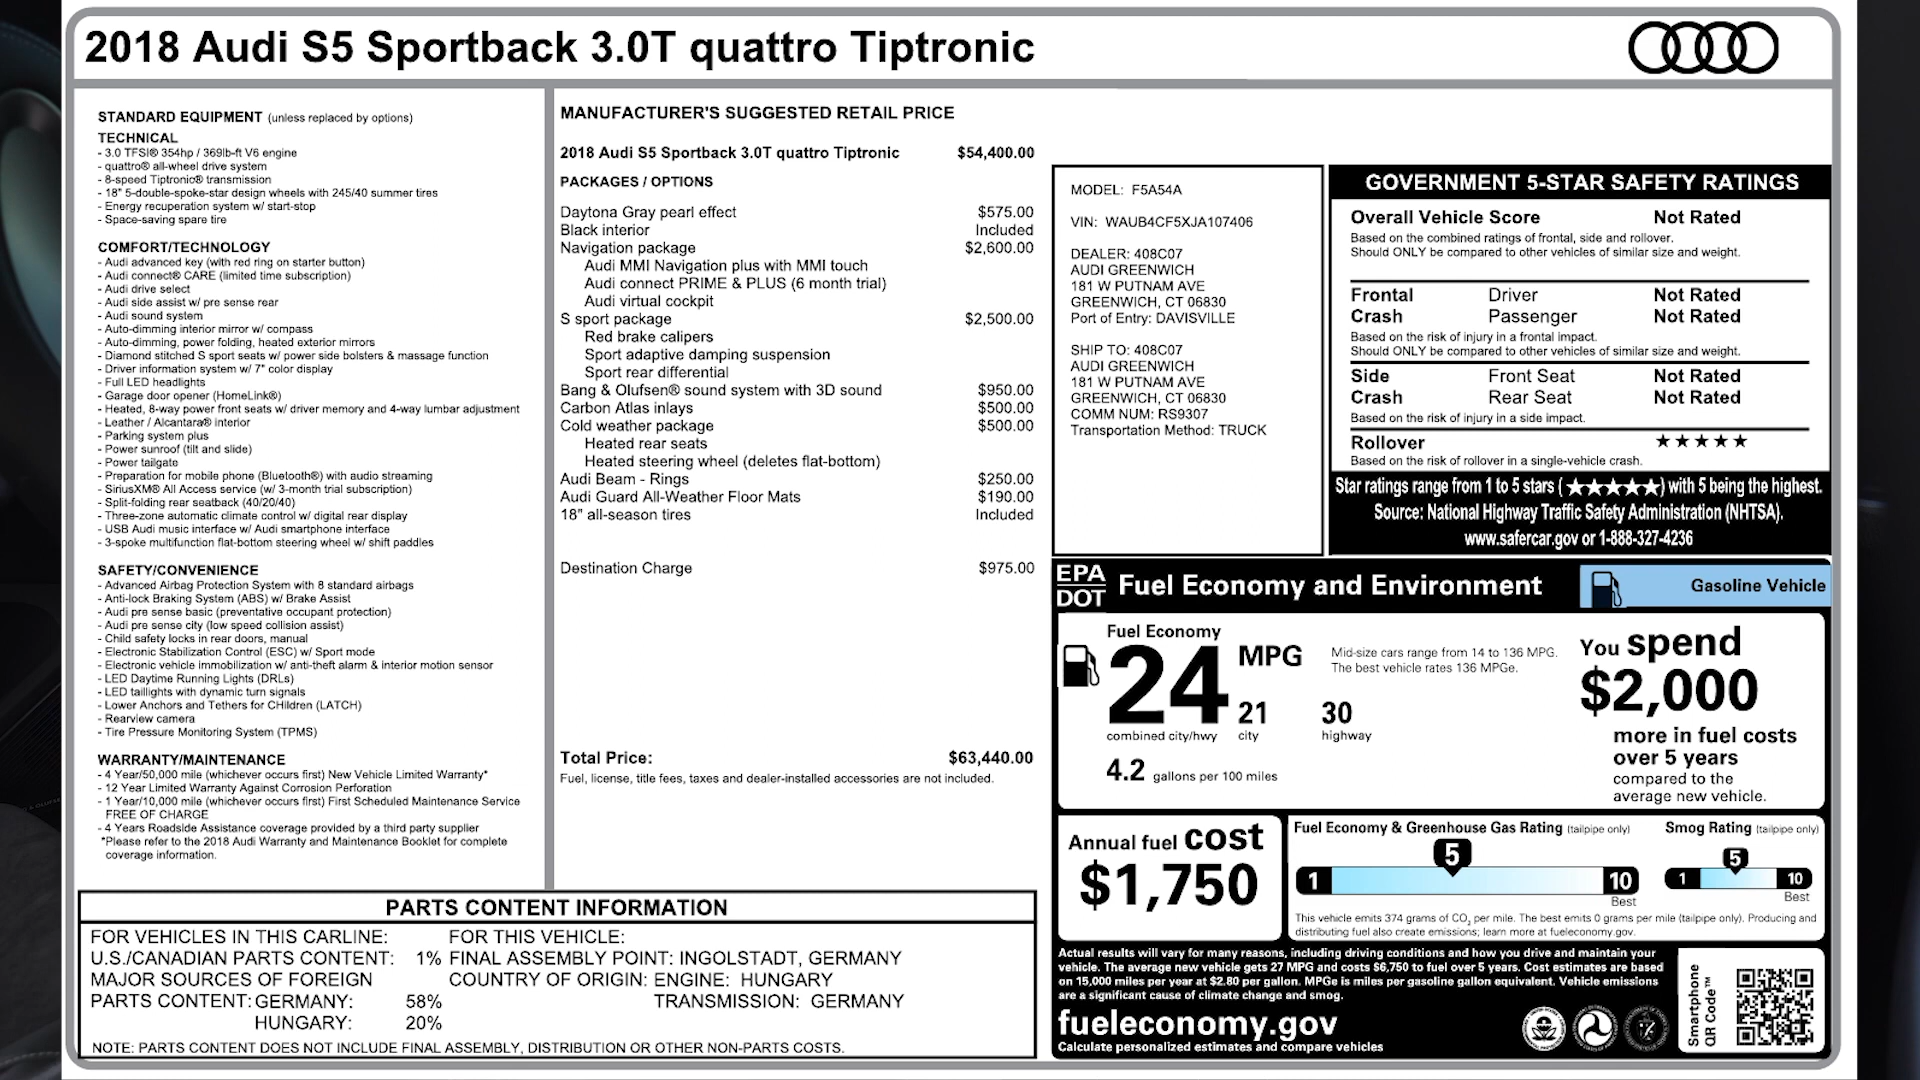 2018 Audi S5 Sportback 3.0T quattro Tiptronic
STANDARD EQUIPMENT (unless replaced by options)
TECHNICAL
- 3.0 TFSI® 354hp / 369lb-ft V6 engine
- quattro® all-wheel drive system
- 8-speed Tiptronic® transmission
- 18" 5-double-spoke-star design wheels with 245/40 summer tires
- Energy recuperation system w/ start-stop
- Space-saving spare tire
COMFORT/TECHNOLOGY
- Audi advanced key (with red ring on starter button)
- Audi connect® CARE (limited time subscription)
- Audi drive select
- Audi side assist w/ pre sense rear
- Audi sound system
- Auto-dimming interior mirror w/ compass
- Auto-dimming, power folding, heated exterior mirrors
- Diamond stitched S sport seats w/ power side bolsters & massage function
- Driver information system w/ 7" color display
- Full LED headlights
- Garage door opener (HomeLink®)
- Heated, 8-way power front seats w/ driver memory and 4-way lumbar adjustment
- Leather / Alcantara® interior
- Parking system plus
- Power sunroof (tilt and slide)
- Power tailgate
- Preparation for mobile phone (Bluetooth®) with audio streaming
- SiriusXM® All Access service (w/ 3-month trial subscription)
- Split-folding rear seatback (40/20/40)
- Three-zone automatic climate control w/ digital rear display
- USB Audi music interface w/ Audi smartphone interface
- 3-spoke multifunction flat-bottom steering wheel w/ shift paddles
SAFETY/CONVENIENCE
- Advanced Airbag Protection System with 8 standard airbags
- Anti-lock Braking System (ABS) w/ Brake Assist
- Audi pre sense basic (preventative occupant protection)
- Audi pre sense city (low speed collision assist)
- Child safety locks in rear doors, manual
- Electronic Stabilization Control (ESC) w/ Sport mode
- Electronic vehicle immobilization w/ anti-theft alarm & interior motion sensor
- LED Daytime Running Lights (DRLs)
- LED taillights with dynamic turn signals
- Lower Anchors and Tethers for CHildren (LATCH)
- Rearview camera
- Tire Pressure Monitoring System (TPMS)
WARRANTY/MAINTENANCE
- 4 Year/50,000 mile (whichever occurs first) New Vehicle Limited Warranty*
- 12 Year Limited Warranty Against Corrosion Perforation
- 1 Year/10,000 mile (whichever occurs first) First Scheduled Maintenance Service
FREE OF CHARGE
- 4 Years Roadside Assistance coverage provided by a third party supplier
*Please refer to the 2018 Audi Warranty and Maintenance Booklet for complete
coverage information.
MANUFACTURER'S SUGGESTED RETAIL PRICE
2018 Audi S5 Sportback 3.0T quattro Tiptronic $54,400.00
PACKAGES / OPTIONS
Daytona Gray pearl effect $575.00
Black interior Included
Navigation package $2,600.00
Audi MMI Navigation plus with MMI touch
Audi connect PRIME & PLUS (6 month trial)
Audi virtual cockpit
S sport package $2,500.00
Red brake calipers
Sport adaptive damping suspension
Sport rear differential
Bang & Olufsen® sound system with 3D sound $950.00
Carbon Atlas inlays $500.00
Cold weather package $500.00
Heated rear seats
Heated steering wheel (deletes flat-bottom)
Audi Beam - Rings $250.00
Audi Guard All-Weather Floor Mats $190.00
18" all-season tires Included
Destination Charge $975.00
Total Price: $63,440.00
Fuel, license, title fees, taxes and dealer-installed accessories are not included.
MODEL: F5A54A
VIN: WAUB4CF5XJA107406
DEALER: 408C07
AUDI GREENWICH
181 W PUTNAM AVE
GREENWICH, CT 06830
Port of Entry: DAVISVILLE
SHIP TO: 408C07
AUDI GREENWICH
181 W PUTNAM AVE
GREENWICH, CT 06830
COMM NUM: RS9307
Transportation Method: TRUCK
GOVERNMENT 5-STAR SAFETY RATINGS
Overall Vehicle Score Not Rated
Based on the combined ratings of frontal, side and rollover.
Should ONLY be compared to other vehicles of similar size and weight.
Frontal Driver Not Rated
Crash Passenger Not Rated
Based on the risk of injury in a frontal impact.
Should ONLY be compared to other vehicles of similar size and weight.
Side Front Seat Not Rated
Crash Rear Seat Not Rated
Based on the risk of injury in a side impact.
Rollover ★★★★★
Based on the risk of rollover in a single-vehicle crash.
Star ratings range from 1 to 5 stars (★★★★★) with 5 being the highest.
Source: National Highway Traffic Safety Administration (NHTSA).
www.safercar.gov or 1-888-327-4236
EPA
DOT
Fuel Economy and Environment
Gasoline Vehicle
Fuel Economy
24 MPG
21 30
combined city/hwy city highway
4.2 gallons per 100 miles
Mid-size cars range from 14 to 136 MPG.
The best vehicle rates 136 MPGe.
You spend
$2,000
more in fuel costs
over 5 years
compared to the
average new vehicle.
Annual fuel cost
$1,750
Fuel Economy & Greenhouse Gas Rating (tailpipe only)
5
1 10
Best
Smog Rating (tailpipe only)
5
1 10
Best
This vehicle emits 374 grams of CO₂ per mile. The best emits 0 grams per mile (tailpipe only). Producing and
distributing fuel also create emissions; learn more at fueleconomy.gov.
Actual results will vary for many reasons, including driving conditions and how you drive and maintain your
vehicle. The average new vehicle gets 27 MPG and costs $6,750 to fuel over 5 years. Cost estimates are based
on 15,000 miles per year at $2.80 per gallon. MPGe is miles per gasoline gallon equivalent. Vehicle emissions
are a significant cause of climate change and smog.
fueleconomy.gov
Calculate personalized estimates and compare vehicles
Smartphone
QR Code™
PARTS CONTENT INFORMATION
FOR VEHICLES IN THIS CARLINE:
U.S./CANADIAN PARTS CONTENT: 1%
MAJOR SOURCES OF FOREIGN
PARTS CONTENT: GERMANY: 58%
HUNGARY: 20%
FOR THIS VEHICLE:
FINAL ASSEMBLY POINT: INGOLSTADT, GERMANY
COUNTRY OF ORIGIN: ENGINE: HUNGARY
TRANSMISSION: GERMANY
NOTE: PARTS CONTENT DOES NOT INCLUDE FINAL ASSEMBLY, DISTRIBUTION OR OTHER NON-PARTS COSTS.